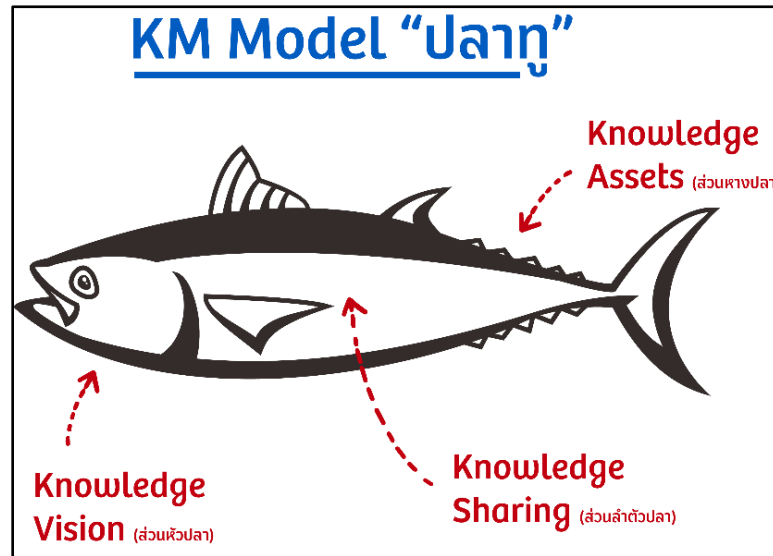 KM Model “ปลาทู”
Knowledge
Assets (ส่วนหางปลา
Knowledge
Vision (ส่วนหัวปลา)
Knowledge
Sharing (ส่วนลำตัวปลา)